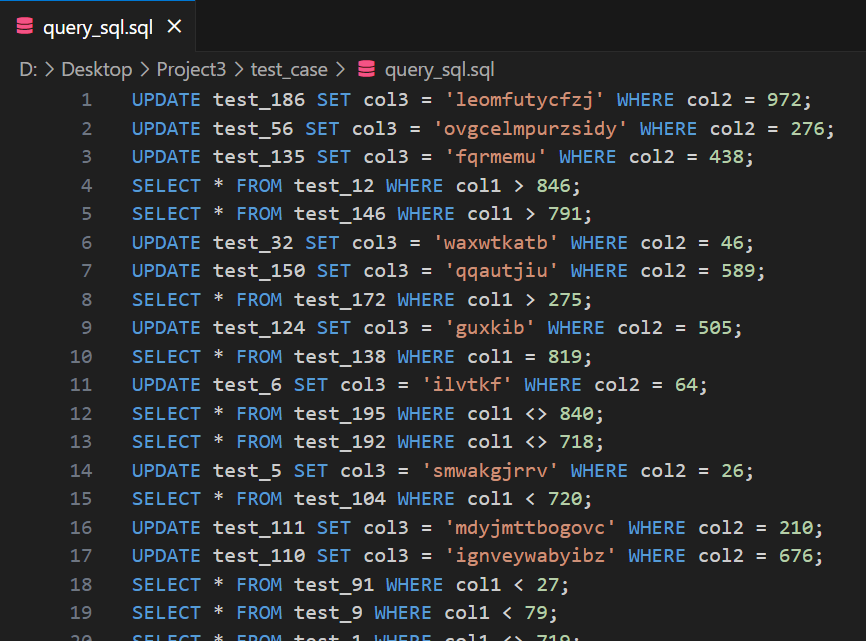 query_sql.sql
D: > Desktop > Project3 > test_case > query_sql.sql
1 UPDATE test_186 SET col3 = 'leomfutycfzj' WHERE col2 = 972;
2 UPDATE test_56 SET col3 = 'ovgcelmpurzsidy' WHERE col2 = 276;
3 UPDATE test_135 SET col3 = 'fqrmemu' WHERE col2 = 438;
4 SELECT * FROM test_12 WHERE col1 > 846;
5 SELECT * FROM test_146 WHERE col1 > 791;
6 UPDATE test_32 SET col3 = 'waxwtkatb' WHERE col2 = 46;
7 UPDATE test_150 SET col3 = 'qqautjiu' WHERE col2 = 589;
8 SELECT * FROM test_172 WHERE col1 > 275;
9 UPDATE test_124 SET col3 = 'guxkib' WHERE col2 = 505;
10 SELECT * FROM test_138 WHERE col1 = 819;
11 UPDATE test_6 SET col3 = 'ilvtkf' WHERE col2 = 64;
12 SELECT * FROM test_195 WHERE col1 <> 840;
13 SELECT * FROM test_192 WHERE col1 <> 718;
14 UPDATE test_5 SET col3 = 'smwakgjrrv' WHERE col2 = 26;
15 SELECT * FROM test_104 WHERE col1 < 720;
16 UPDATE test_111 SET col3 = 'mdyjmttbogovc' WHERE col2 = 210;
17 UPDATE test_110 SET col3 = 'ignveywabyibz' WHERE col2 = 676;
18 SELECT * FROM test_91 WHERE col1 < 27;
19 SELECT * FROM test_9 WHERE col1 < 79;
20 SELECT * FROM test_1 WHERE col1 <> 719;